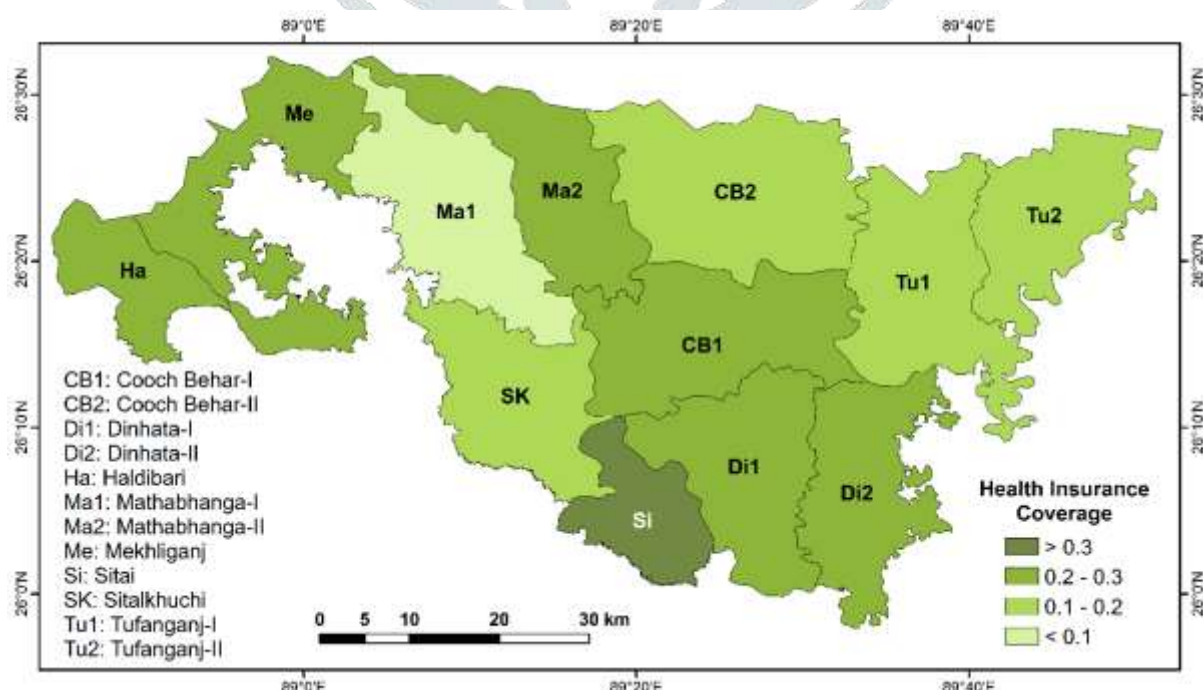 89°0'E 89°20'E 89°40'E
26°30'N 26°30'N
Me
Ma2
CB2
Ma1
Tu2
26°20'N 26°20'N
Ha
Tu1
CB1
CB1: Cooch Behar-I
CB2: Cooch Behar-II
Di1: Dinhata-I
Di2: Dinhata-II
Ha: Haldibari
Ma1: Mathabhanga-I
Ma2: Mathabhanga-II
Me: Mekhliganj
Si: Sitai
SK: Sitalkhuchi
Tu1: Tufanganj-I
Tu2: Tufanganj-II
SK
26°10'N 26°10'N
Di1
Di2
Si
Health Insurance
Coverage
> 0.3
0.2 - 0.3
0.1 - 0.2
< 0.1
26°0'N 26°0'N
0 5 10 20 30 km
89°0'E 89°20'E 89°40'E